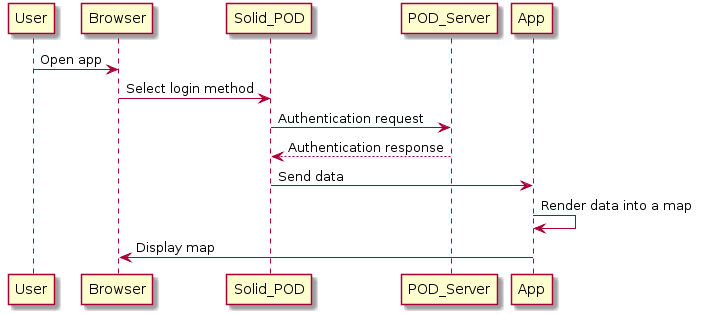 User Browser Solid_POD POD_Server App
Open app
Select login method
Authentication request
Authentication response
Send data
Render data into a map
Display map
User Browser Solid_POD POD_Server App